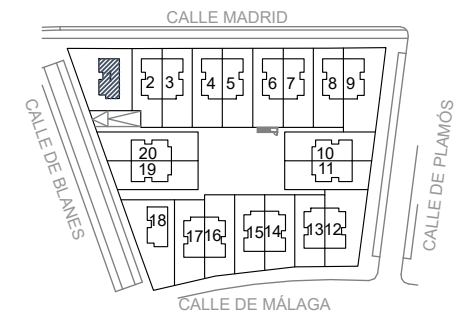 CALLE MADRID
1 2 3 4 5 6 7 8 9
CALLE DE BLANES
CALLE DE PLAMÓS
20 10
19 11
18 17 16 15 14 13 12
CALLE DE MÁLAGA